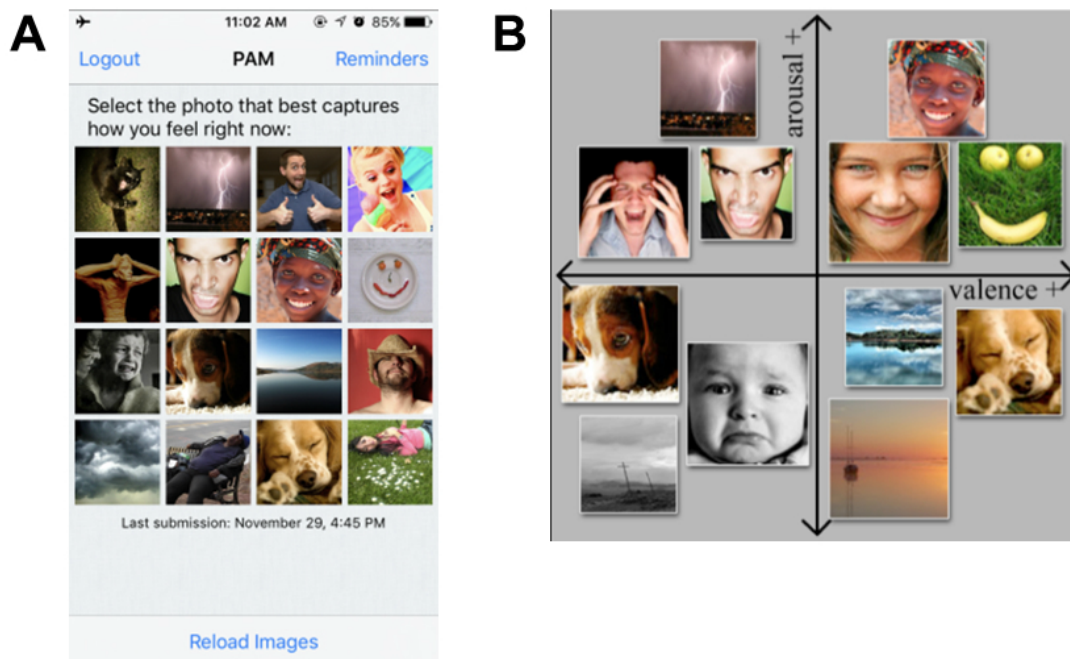 A
11:02 AM
85%
Logout
PAM
Reminders
Select the photo that best captures
how you feel right now:
Last submission: November 29, 4:45 PM
Reload Images
B
arousal +
valence +